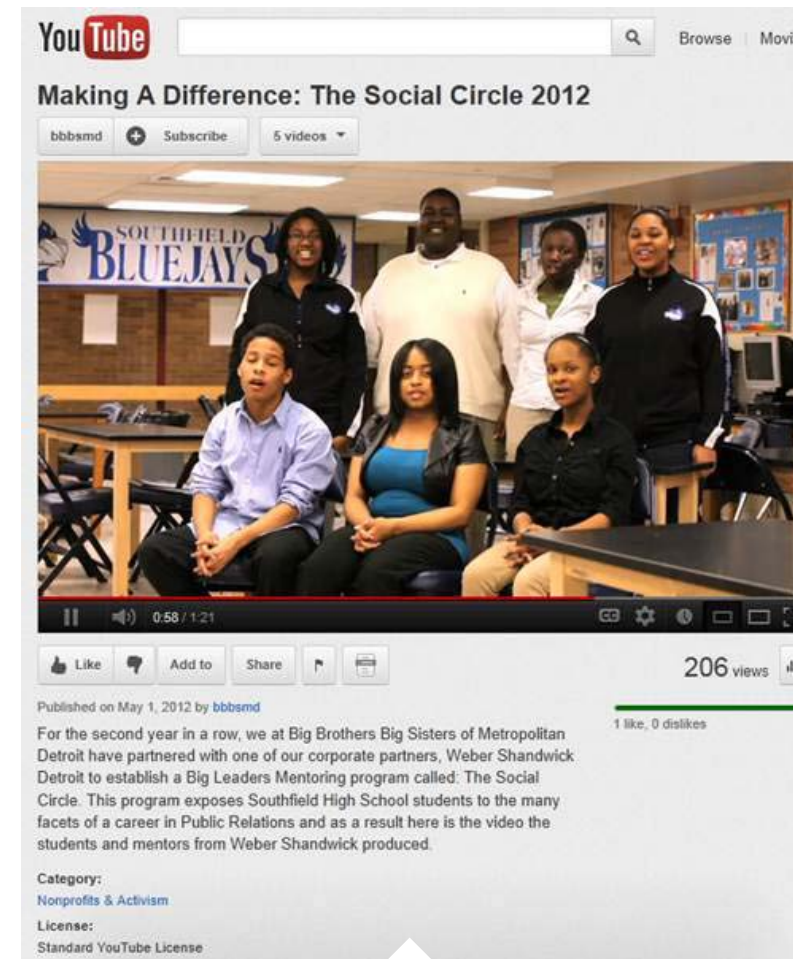 YouTube Browse Movi
Making A Difference: The Social Circle 2012
bbbsmd Subscribe 5 videos
SOUTHFIELD
BLUEJAYS
0:58 / 1:21 CC
Like Add to Share 206 views
Published on May 1, 2012 by bbbsmd
1 like, 0 dislikes
For the second year in a row, we at Big Brothers Big Sisters of Metropolitan
Detroit have partnered with one of our corporate partners, Weber Shandwick
Detroit to establish a Big Leaders Mentoring program called: The Social
Circle. This program exposes Southfield High School students to the many
facets of a career in Public Relations and as a result here is the video the
students and mentors from Weber Shandwick produced.
Category:
Nonprofits & Activism
License:
Standard YouTube License